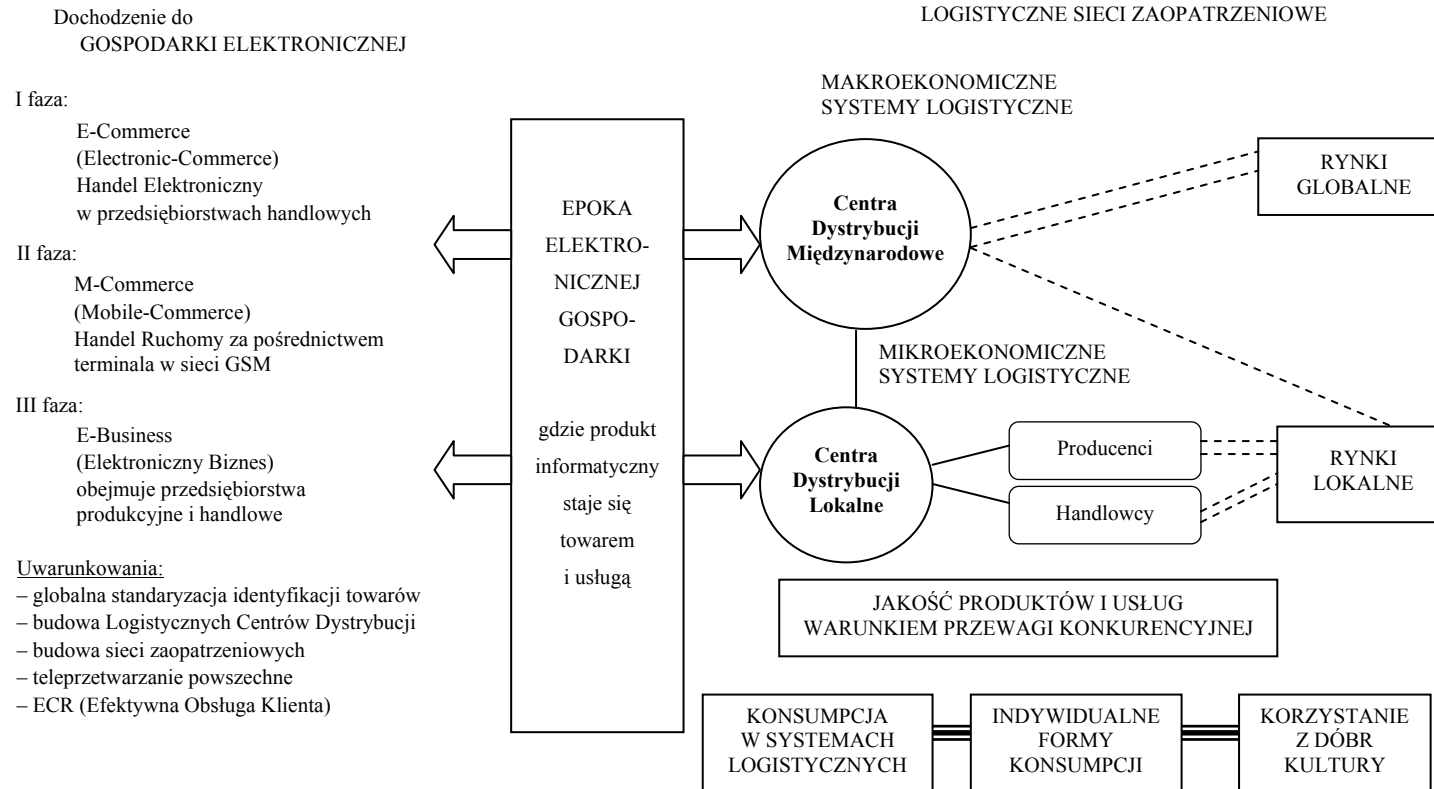 Dochodzenie do
GOSPODARKI ELEKTRONICZNEJ
I faza:
E-Commerce
(Electronic-Commerce)
Handel Elektroniczny
w przedsiębiorstwach handlowych
II faza:
M-Commerce
(Mobile-Commerce)
Handel Ruchomy za pośrednictwem
terminala w sieci GSM
III faza:
E-Business
(Elektroniczny Biznes)
obejmuje przedsiębiorstwa
produkcyjne i handlowe
Uwarunkowania:
– globalna standaryzacja identyfikacji towarów
– budowa Logistycznych Centrów Dystrybucji
– budowa sieci zaopatrzeniowych
– teleprzetwarzanie powszechne
– ECR (Efektywna Obsługa Klienta)
EPOKA
ELEKTRO-
NICZNEJ
GOSPO-
DARKI
gdzie produkt
informatyczny
staje się
towarem
i usługą
LOGISTYCZNE SIECI ZAOPATRZENIOWE
MAKROEKONOMICZNE
SYSTEMY LOGISTYCZNE
Centra
Dystrybucji
Międzynarodowe
RYNKI
GLOBALNE
MIKROEKONOMICZNE
SYSTEMY LOGISTYCZNE
Centra
Dystrybucji
Lokalne
Producenci
Handlowcy
RYNKI
LOKALNE
JAKOŚĆ PRODUKTÓW I USŁUG
WARUNKIEM PRZEWAGI KONKURENCYJNEJ
KONSUMPCJA
W SYSTEMACH
LOGISTYCZNYCH
INDYWIDUALNE
FORMY
KONSUMPCJI
KORZYSTANIE
Z DÓBR
KULTURY